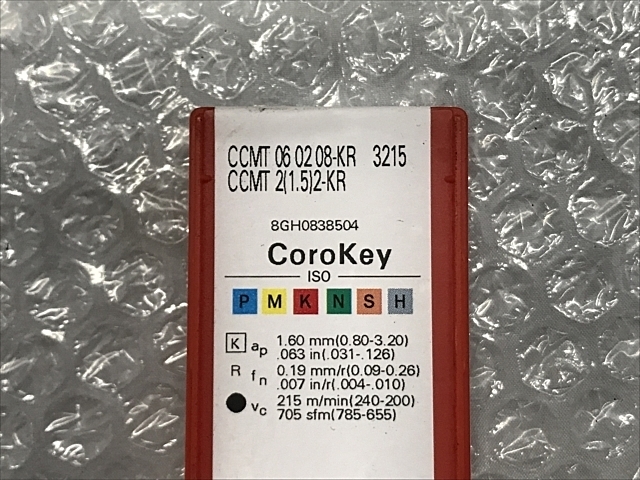 CCMT 06 02 08-KR 3215
CCMT 2(1.5)2-KR
8GH0838504
CoroKey
ISO
P M K N S H
K ap 1.60 mm(0.80-3.20)
.063 in(.031-.126)
R fn 0.19 mm/r(0.09-0.26)
.007 in/r(.004-.010)
vc 215 m/min(240-200)
705 sfm(785-655)